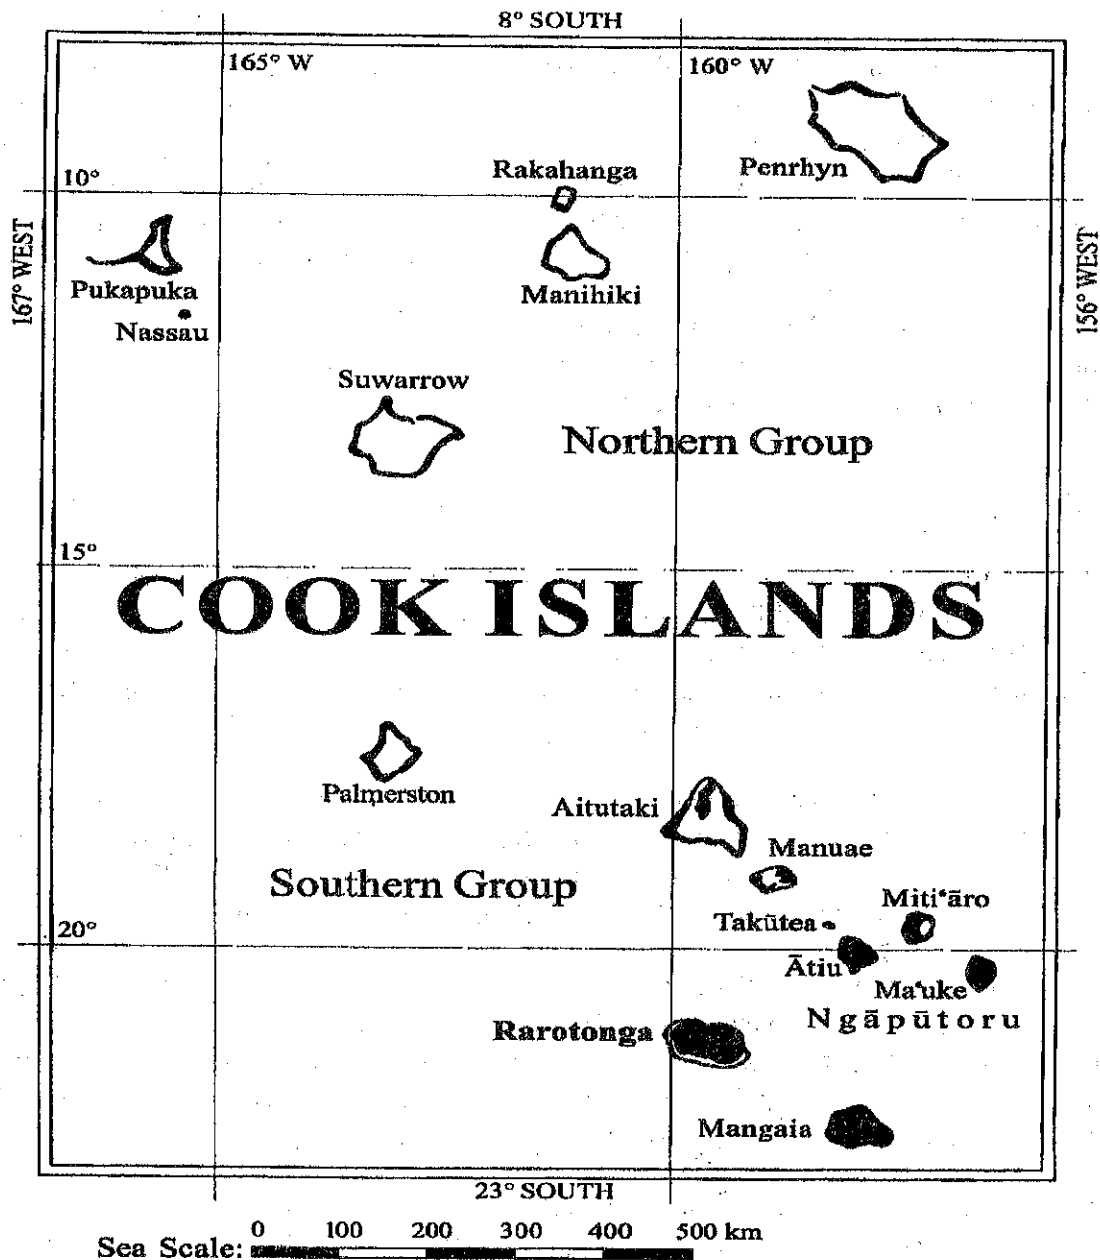 8° SOUTH
165° W
160° W
Penrhyn
Rakahanga
10°
167° WEST
156° WEST
Manihiki
Pukapuka
Nassau
Suwarrow
Northern Group
15°
COOK ISLANDS
Palmerston
Aitutaki
Manuae
Southern Group
Miti‘āro
Takūtea
20°
Ātiu
Ma‘uke
Ngāpūtoru
Rarotonga
Mangaia
23° SOUTH
Sea Scale: 0 100 200 300 400 500 km